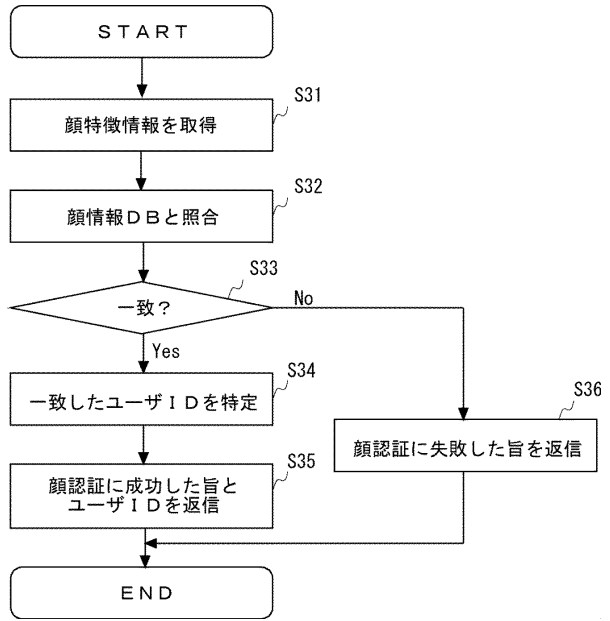 ＳＴＡＲＴ
S31
顔特徴情報を取得
S32
顔情報ＤＢと照合
S33
一致？
No
Yes
S34
一致したユーザＩＤを特定
S36
顔認証に失敗した旨を返信
S35
顔認証に成功した旨と
ユーザＩＤを返信
ＥＮＤ